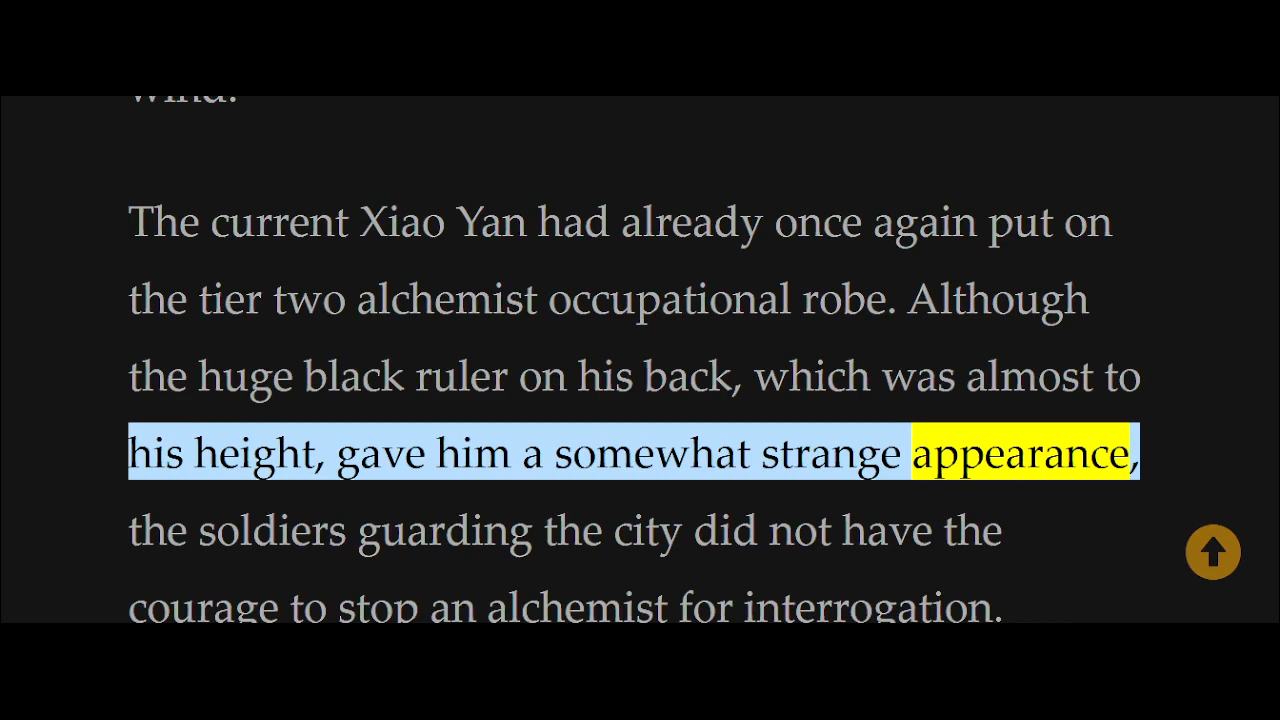 wind.
The current Xiao Yan had already once again put on
the tier two alchemist occupational robe. Although
the huge black ruler on his back, which was almost to
his height, gave him a somewhat strange appearance,
the soldiers guarding the city did not have the
courage to stop an alchemist for interrogation.